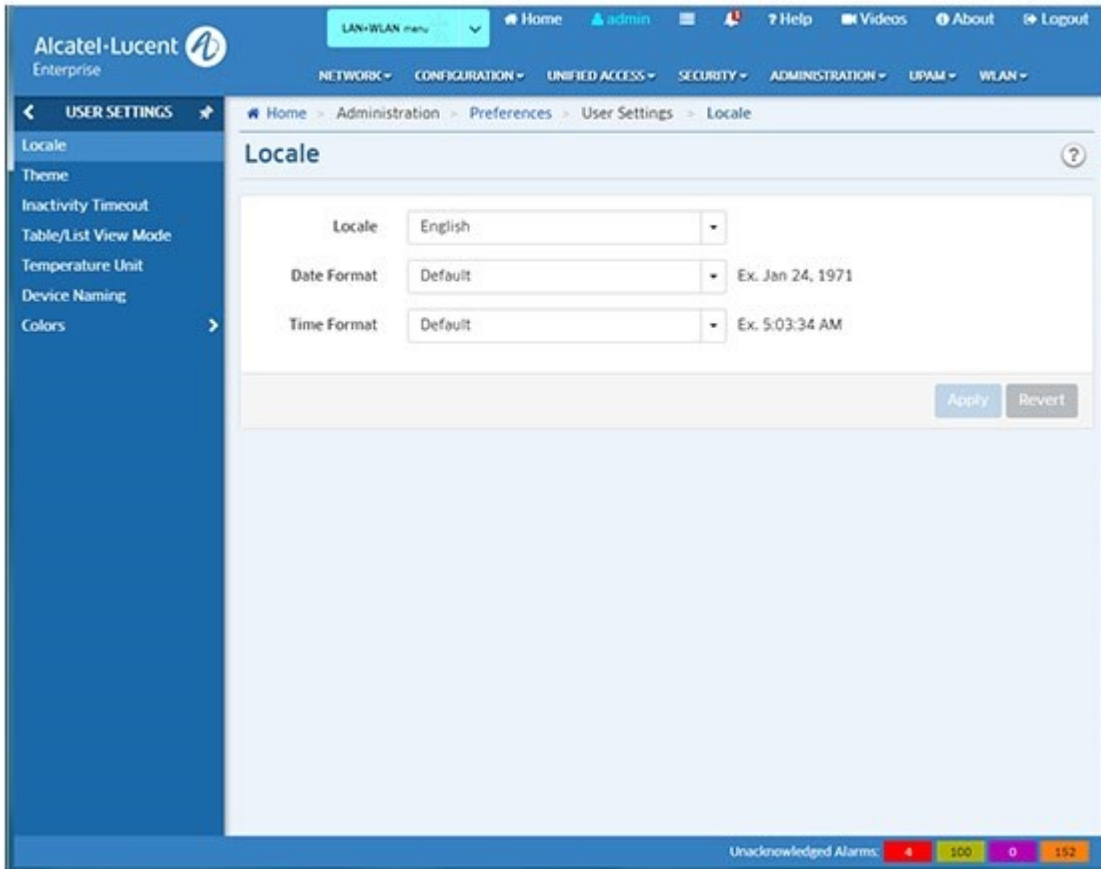 Alcatel·Lucent
Enterprise
LAN+WLAN menu
Home admin 1 ? Help Videos About Logout
NETWORK CONFIGURATION UNIFIED ACCESS SECURITY ADMINISTRATION UPAM WLAN
USER SETTINGS
Locale
Theme
Inactivity Timeout
Table/List View Mode
Temperature Unit
Device Naming
Colors
Home > Administration > Preferences > User Settings > Locale
Locale
?
Locale English
Date Format Default Ex. Jan 24, 1971
Time Format Default Ex. 5:03:34 AM
Apply Revert
Unacknowledged Alarms: 4 100 0 152